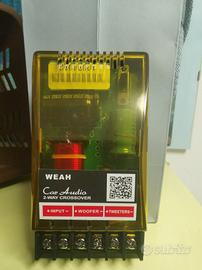 WEAH
Car Audio
2-WAY CROSSOVER
+INPUT- +WOOFER- +TWEETERS-
subito